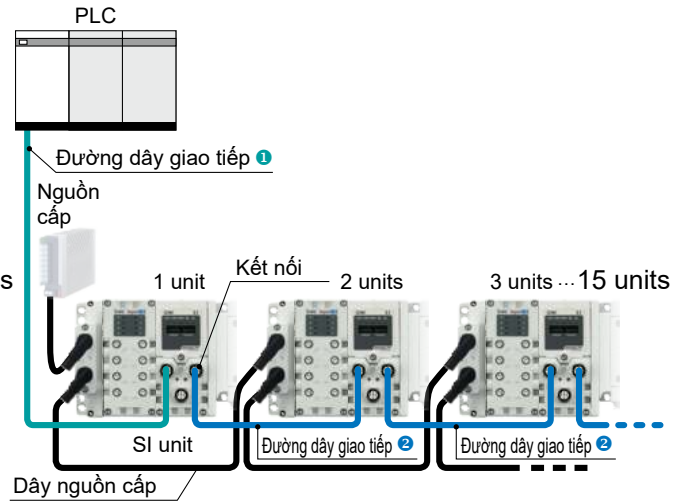 PLC
Đường dây giao tiếp ❶
Nguồn
cấp
s
1 unit
Kết nối
2 units
3 units ··· 15 units
SI unit
Đường dây giao tiếp ❷
Đường dây giao tiếp ❷
Dây nguồn cấp